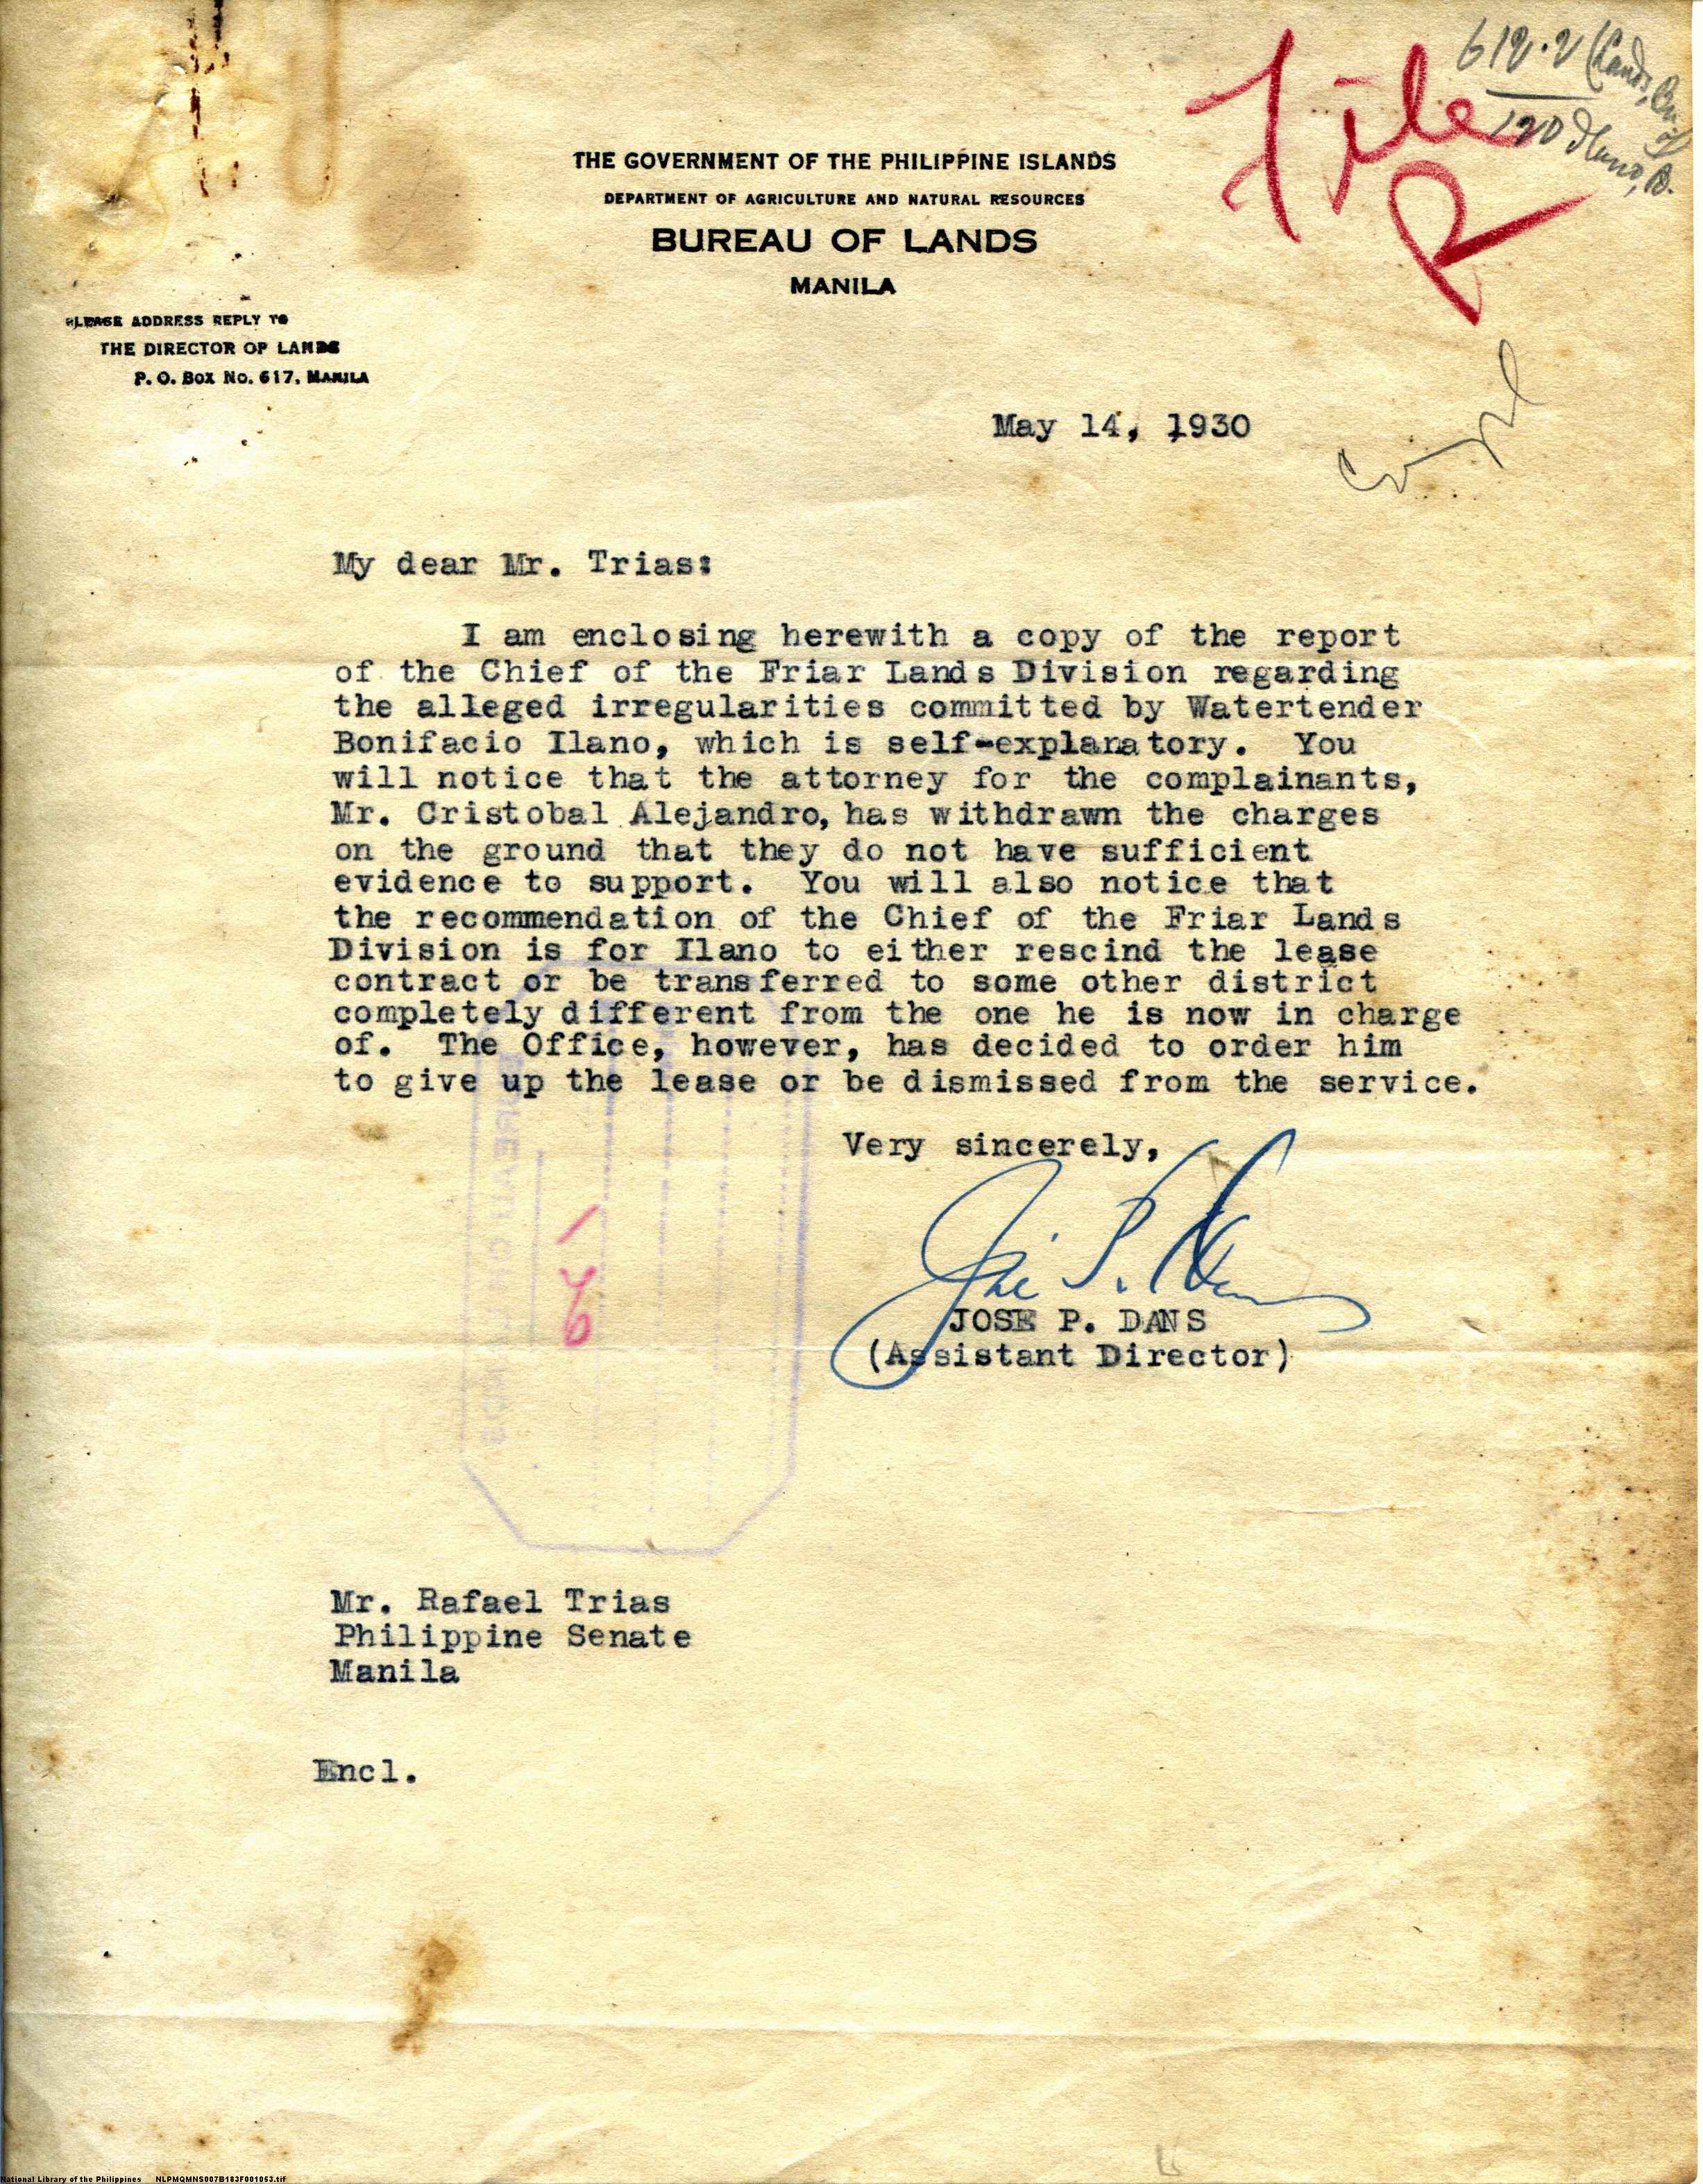 File
R
612.2 (Lands, Bu. of
120 Ilano, B.
THE GOVERNMENT OF THE PHILIPPINE ISLANDS
DEPARTMENT OF AGRICULTURE AND NATURAL RESOURCES
BUREAU OF LANDS
MANILA
PLEASE ADDRESS REPLY TO
THE DIRECTOR OF LANDS
P. O. BOX NO. 617, MANILA
May 14, 1930
My dear Mr. Trias:
I am enclosing herewith a copy of the report
of the Chief of the Friar Lands Division regarding
the alleged irregularities committed by Watertender
Bonifacio Ilano, which is self-explanatory. You
will notice that the attorney for the complainants,
Mr. Cristobal Alejandro, has withdrawn the charges
on the ground that they do not have sufficient
evidence to support. You will also notice that
the recommendation of the Chief of the Friar Lands
Division is for Ilano to either rescind the lease
contract or be transferred to some other district
completely different from the one he is now in charge
of. The Office, however, has decided to order him
to give up the lease or be dismissed from the service.
Very sincerely,
Jose P. Dans
JOSE P. DANS
(Assistant Director)
Mr. Rafael Trias
Philippine Senate
Manila
Encl.
National Library of the Philippines NLPMQMNS007B183F001053.tif